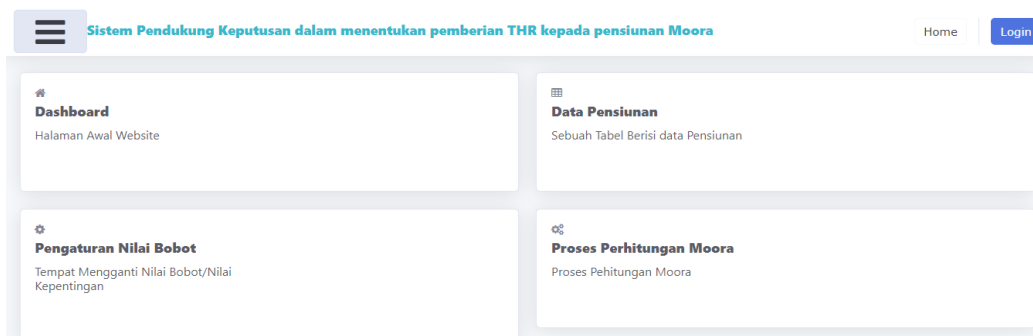 Sistem Pendukung Keputusan dalam menentukan pemberian THR kepada pensiunan Moora
Home
Login
Dashboard
Halaman Awal Website
Data Pensiunan
Sebuah Tabel Berisi data Pensiunan
Pengaturan Nilai Bobot
Tempat Mengganti Nilai Bobot/Nilai
Kepentingan
Proses Perhitungan Moora
Proses Pehitungan Moora